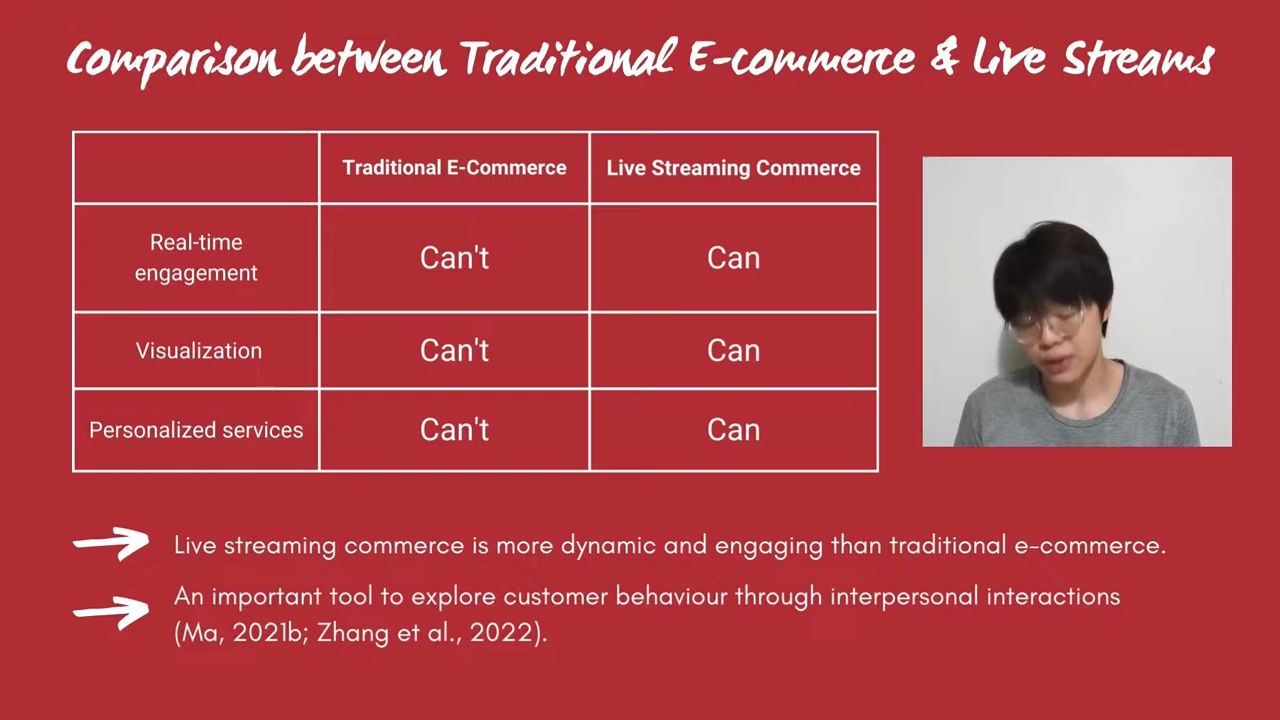 Comparison between Traditional E-commerce & Live Streams
Traditional E-Commerce
Live Streaming Commerce
Real-time
engagement
Can't
Can
Visualization
Can't
Can
Personalized services
Can't
Can
Live streaming commerce is more dynamic and engaging than traditional e-commerce.
An important tool to explore customer behaviour through interpersonal interactions
(Ma, 2021b; Zhang et al., 2022).